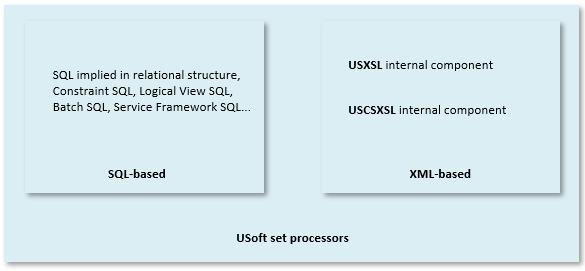 SQL implied in relational structure,
Constraint SQL, Logical View SQL,
Batch SQL, Service Framework SQL...
SQL-based
USXSL internal component
USCSXSL internal component
XML-based
USoft set processors